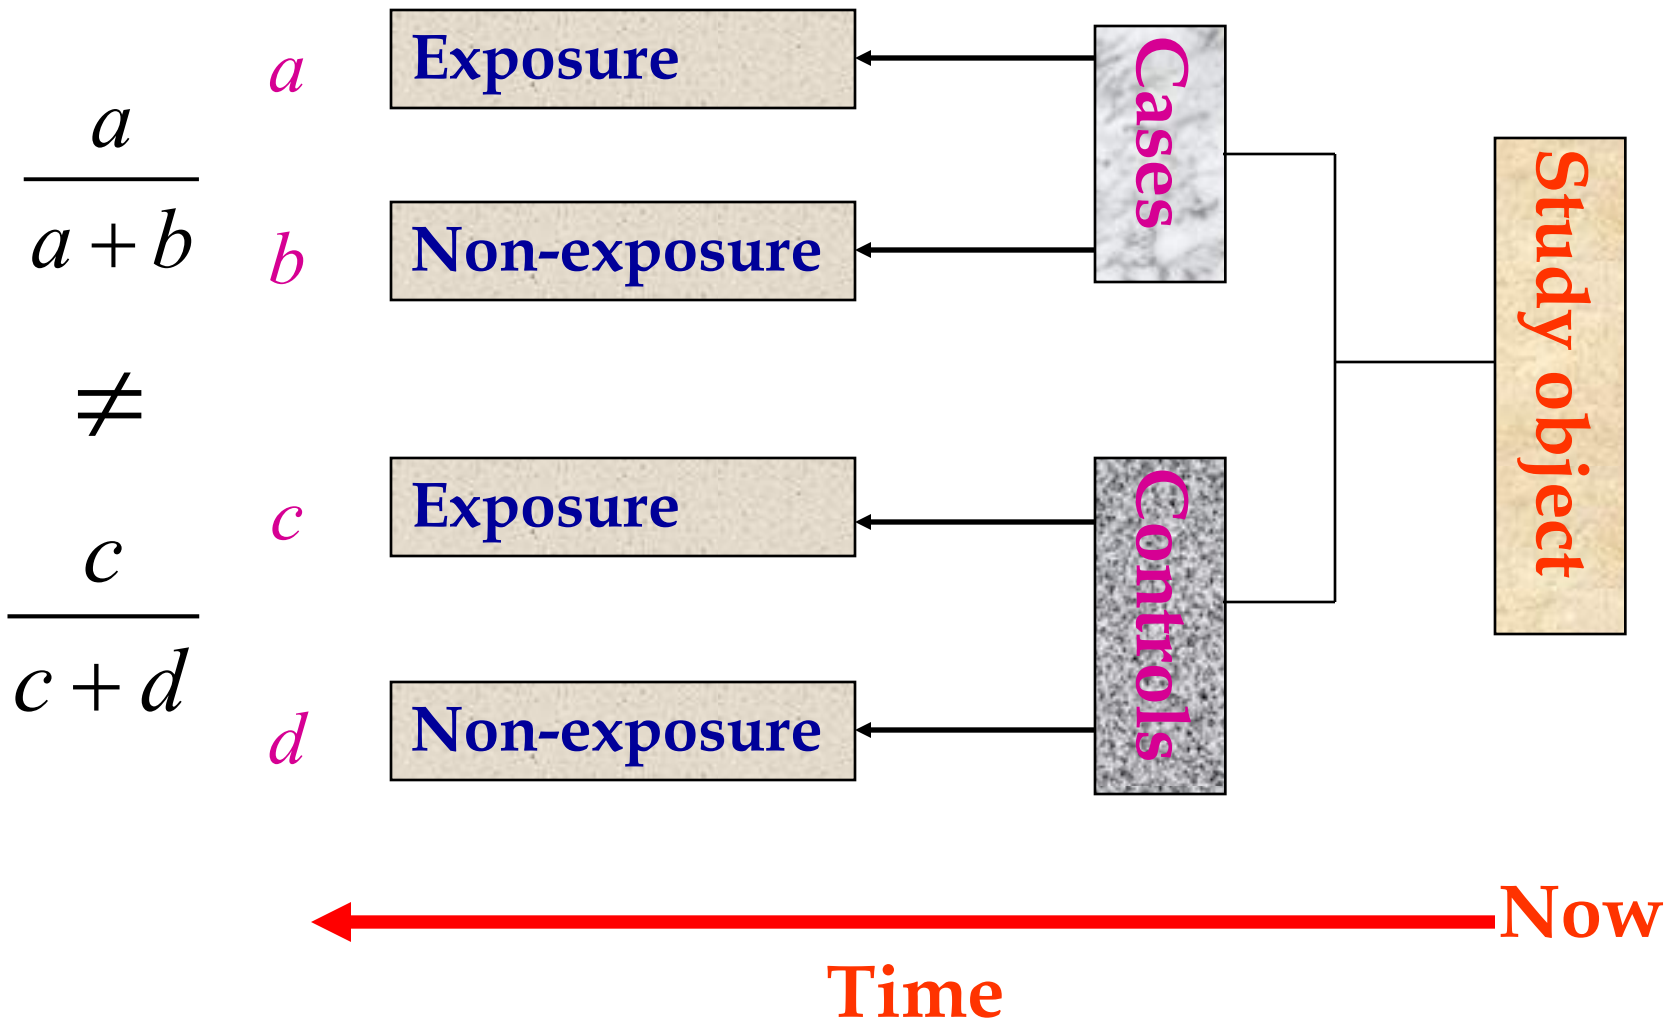 a
Exposure
Cases
a
a + b
b
Non-exposure
Study object
≠
c
Exposure
Controls
c
c + d
d
Non-exposure
Now
Time